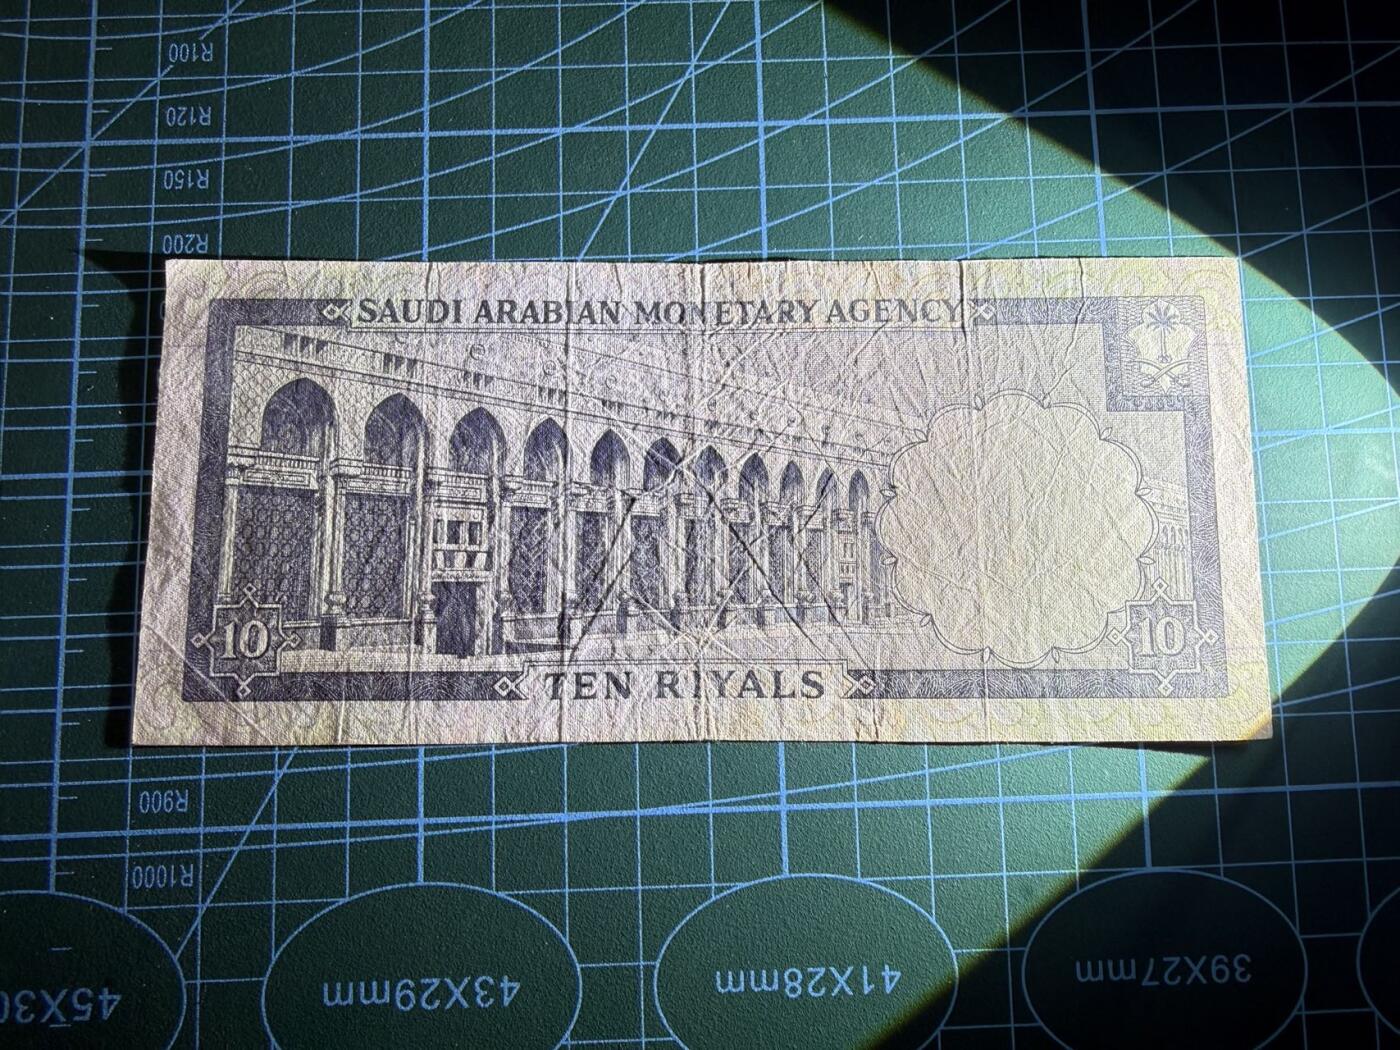 R100
R120
R150
R200
SAUDI ARABIAN MONETARY AGENCY
10
10
TEN RIYALS
R900
R1000
45X30
43X29mm
41X28mm
39X27mm